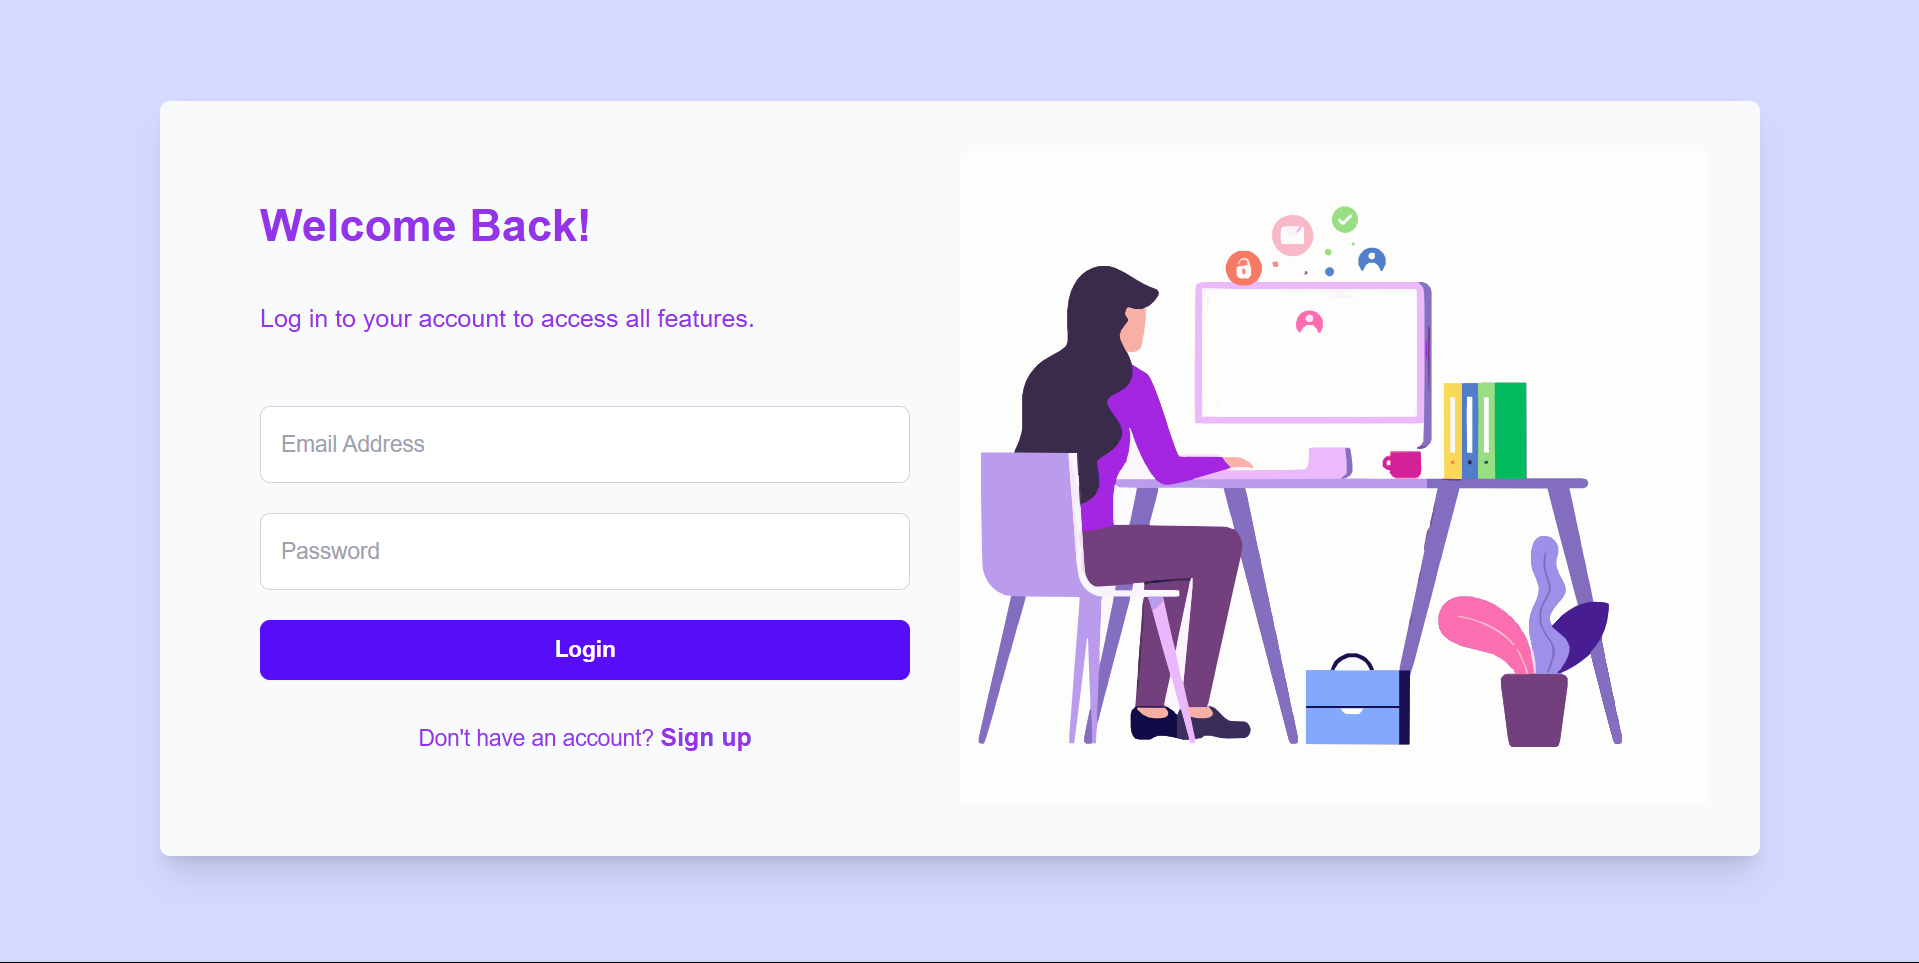 Welcome Back!
Log in to your account to access all features.
Email Address
Password
Login
Don't have an account? Sign up